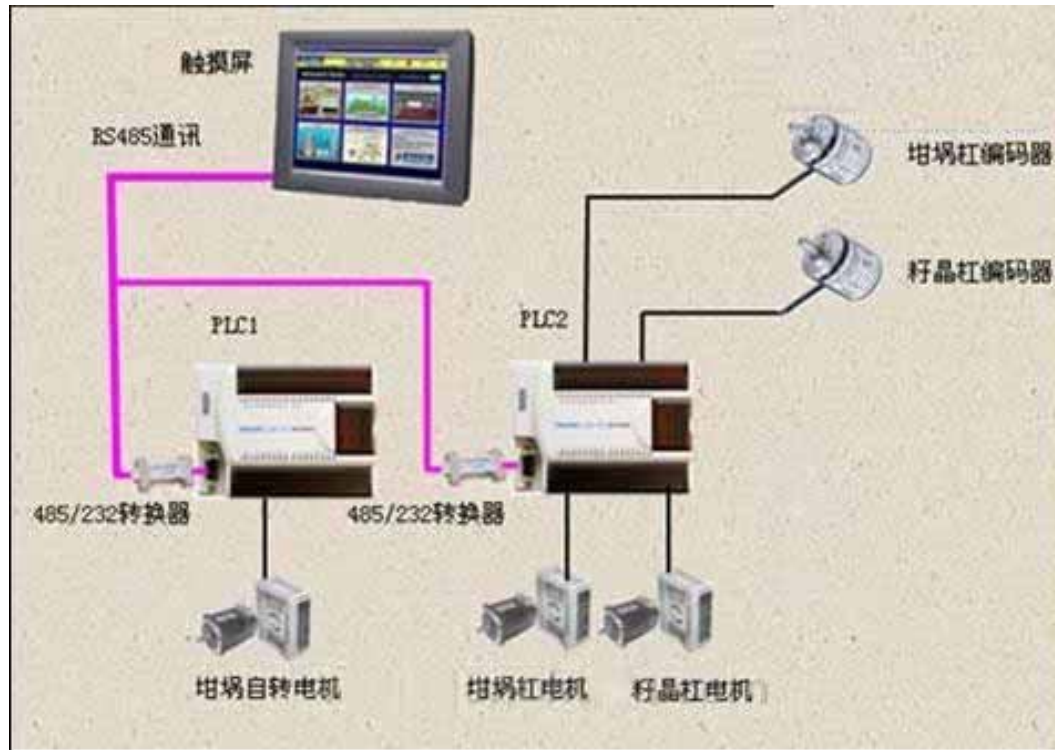 触摸屏
RS485通讯
坩埚杠编码器
籽晶杠编码器
PLC1
PLC2
485/232转换器
485/232转换器
坩埚自转电机
坩埚杠电机
籽晶杠电机